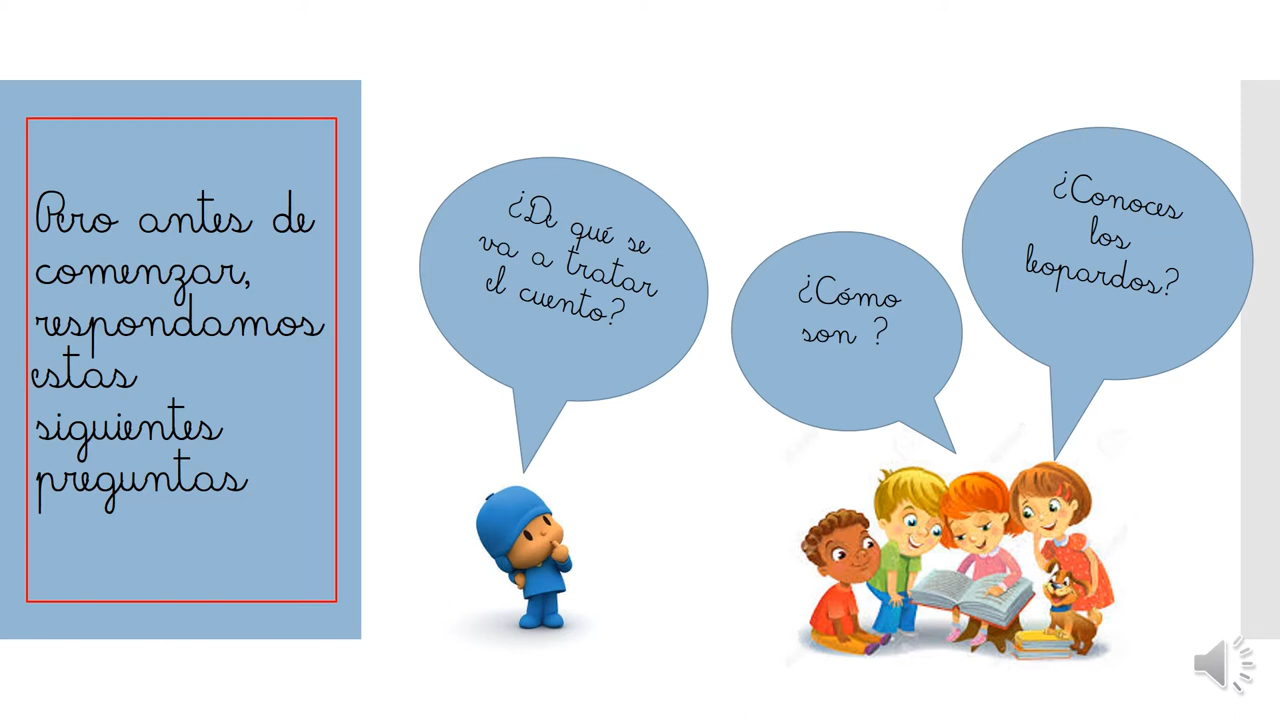 Pero antes de
comenzar,
respondamos
estas
siguientes
preguntas
¿De qué se
va a tratar
el cuento?
¿Cómo
son ?
¿Conoces
los
leopardos?